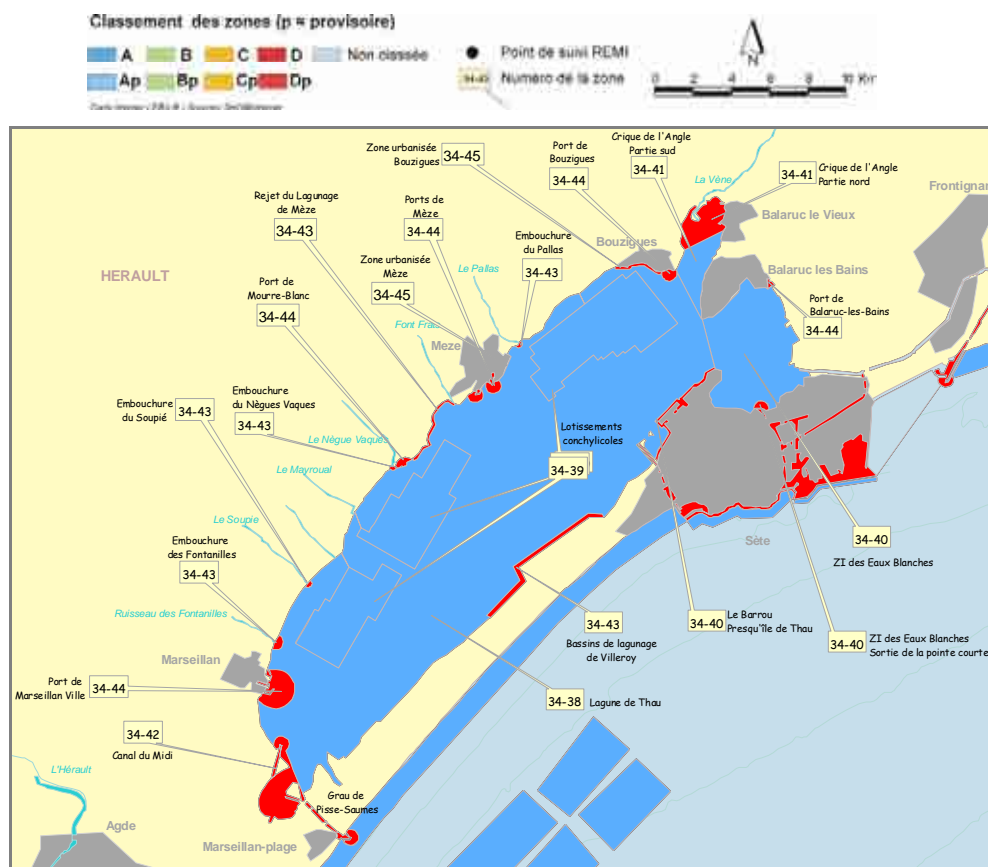 Classement des zones (p = provisoire)
A B C D Non classée
Ap Bp Cp Dp
Point de suivi REMI
Numéro de la zone
N
0 2 4 6 8 10 Km
Zone urbanisée
Bouzigues
34-45
Port de
Bouzigues
34-44
Crique de l'Angle
Partie sud
34-41
La Vène
34-41
Crique de l'Angle
Partie nord
Frontignan
Balaruc le Vieux
Rejet du Lagunage
de Mèze
34-43
Ports de
Mèze
34-44
Embouchure
du Pallas
34-43
Bouzigues
Balaruc les Bains
HERAULT
Zone urbanisée
Mèze
34-45
Le Pallas
Port de
Mourre-Blanc
34-44
Port de
Balaruc-les-Bains
34-44
Meze
Embouchure
du Soupié
34-43
Embouchure
du Nègues Vaques
34-43
Le Nègue Vaques
Lotissements
conchylicoles
34-39
Le Mayroual
Le Soupie
Embouchure
des Fontanilles
34-43
34-40
ZI des Eaux Blanches
Sète
Ruisseau des Fontanilles
34-43
Bassins de lagunage
de Villeroy
34-40
Le Barrou
Presqu'île de Thau
34-40
ZI des Eaux Blanches
Sortie de la pointe courte
Marseillan
Port de
Marseillan Ville
34-44
34-38
Lagune de Thau
34-42
Canal du Midi
L'Hérault
Grau de
Pisse-Saumes
Agde
Marseillan-plage